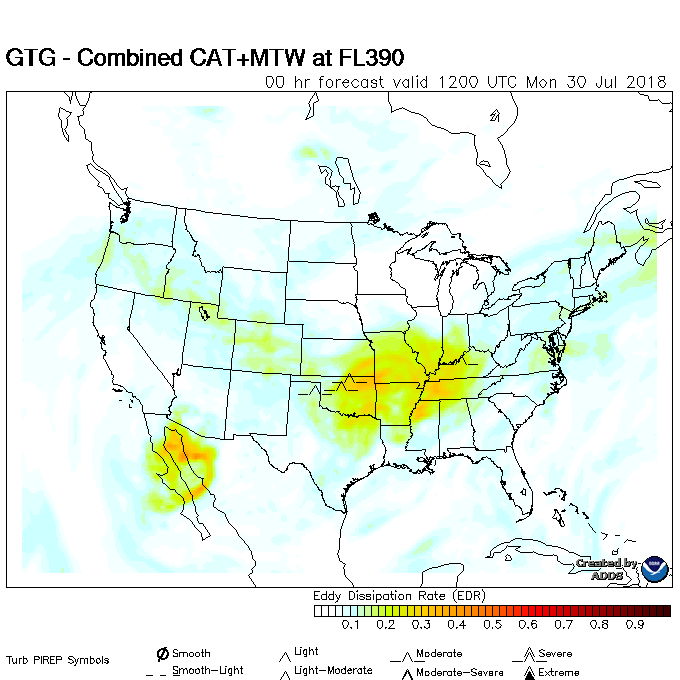 GTG - Combined CAT+MTW at FL390
00 hr forecast valid 1200 UTC Mon 30 Jul 2018
Created by
ADDS
Eddy Dissipation Rate (EDR)
0.1 0.2 0.3 0.4 0.5 0.6 0.7 0.8 0.9
Turb PIREP Symbols
Smooth Light Moderate Severe
Smooth-Light Light-Moderate Moderate-Severe Extreme